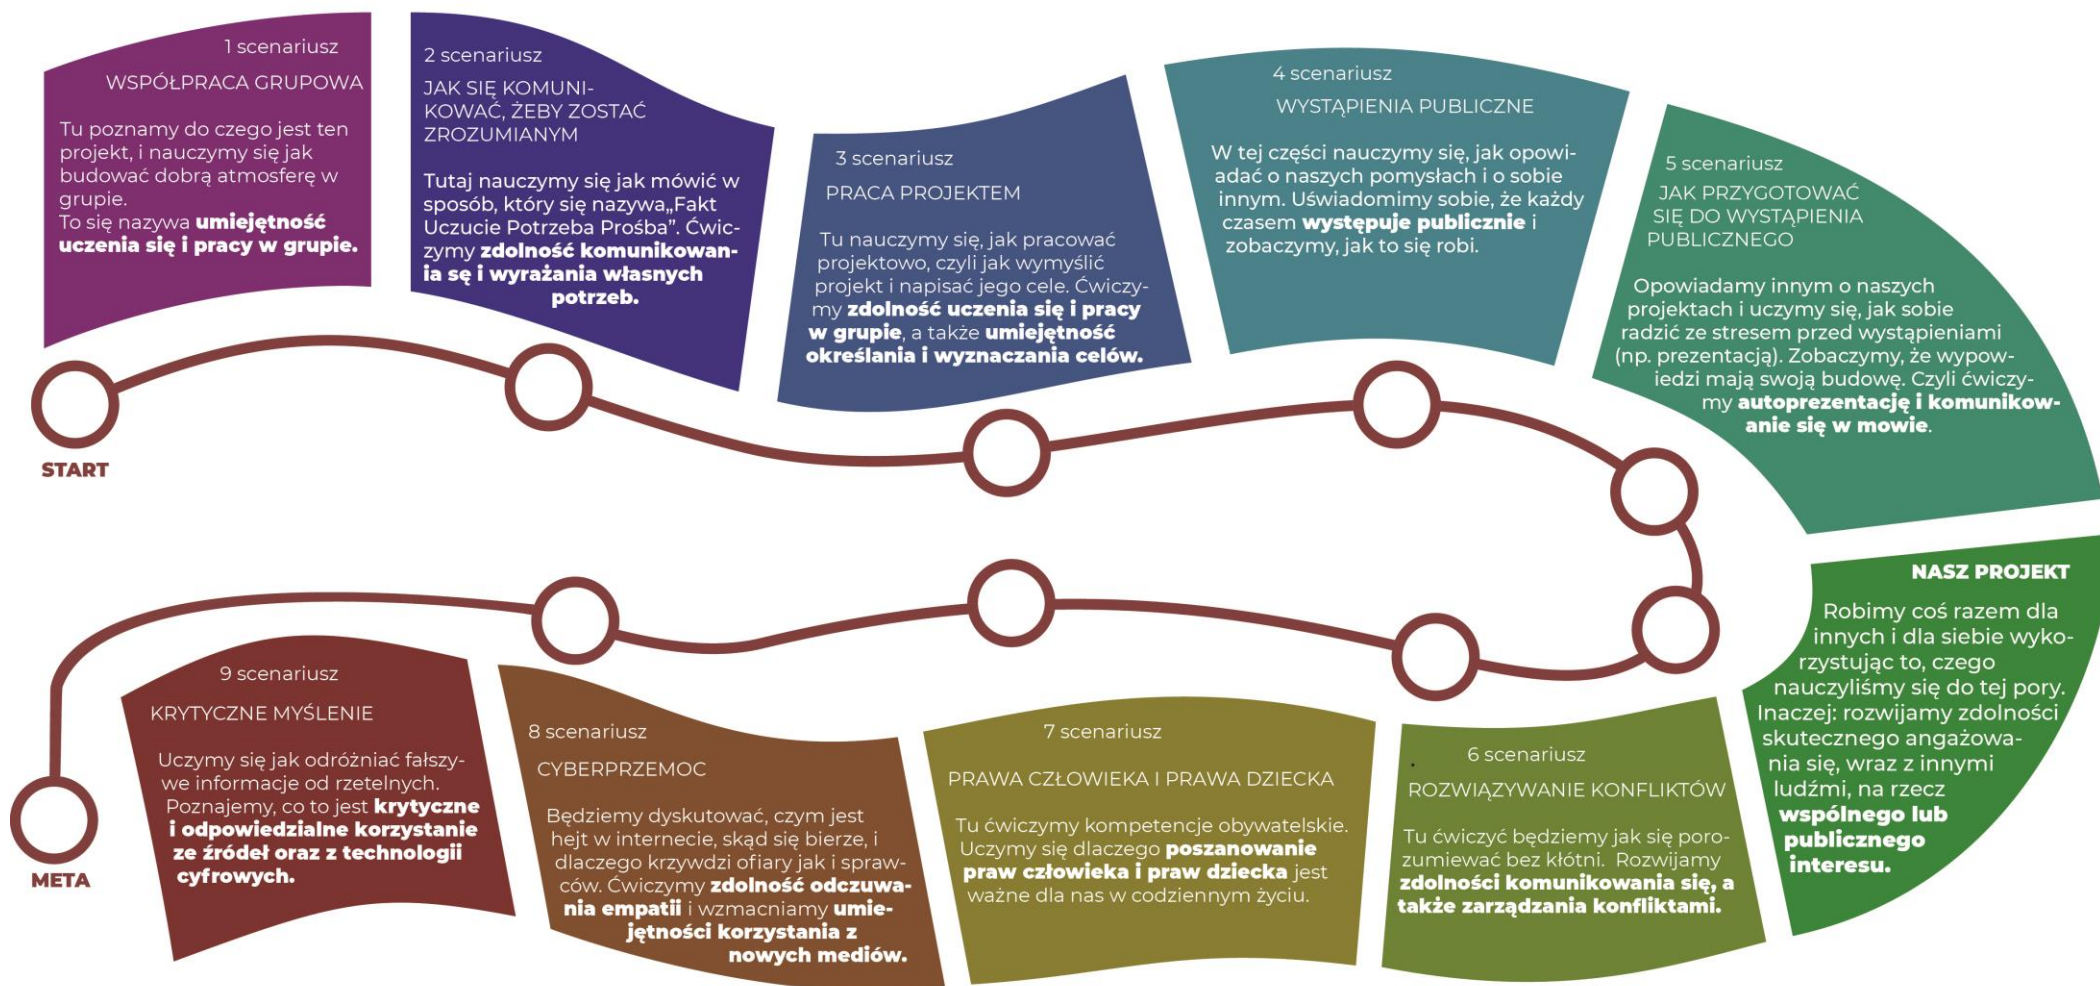 1 scenariusz
WSPÓŁPRACA GRUPOWA
Tu poznamy do czego jest ten
projekt, i nauczymy się jak
budować dobrą atmosferę w
grupie.
To się nazywa umiejętność
uczenia się i pracy w grupie.
2 scenariusz
JAK SIĘ KOMUNI-
KOWAĆ, ŻEBY ZOSTAĆ
ZROZUMIANYM
Tutaj nauczymy się jak mówić w
sposób, który się nazywa„Fakt
Uczucie Potrzeba Prośba”. Ćwic-
zymy zdolność komunikowan-
ia sę i wyrażania własnych
potrzeb.
3 scenariusz
PRACA PROJEKTEM
Tu nauczymy się, jak pracować
projektowo, czyli jak wymyślić
projekt i napisać jego cele. Ćwiczy-
my zdolność uczenia się i pracy
w grupie, a także umiejętność
określania i wyznaczania celów.
4 scenariusz
WYSTĄPIENIA PUBLICZNE
W tej części nauczymy się, jak opowi-
adać o naszych pomysłach i o sobie
innym. Uświadomimy sobie, że każdy
czasem występuje publicznie i
zobaczymy, jak to się robi.
5 scenariusz
JAK PRZYGOTOWAĆ
SIĘ DO WYSTĄPIENIA
PUBLICZNEGO
Opowiadamy innym o naszych
projektach i uczymy się, jak sobie
radzić ze stresem przed wystąpieniami
(np. prezentacją). Zobaczymy, że wypow-
iedzi mają swoją budowę. Czyli ćwiczy-
my autoprezentację i komunikow-
anie się w mowie.
START
NASZ PROJEKT
Robimy coś razem dla
innych i dla siebie wyko-
rzystując to, czego
nauczyliśmy się do tej pory.
Inaczej: rozwijamy zdolności
skutecznego angażowa-
nia się, wraz z innymi
ludźmi, na rzecz
wspólnego lub
publicznego
interesu.
6 scenariusz
ROZWIĄZYWANIE KONFLIKTÓW
Tu ćwiczyć będziemy jak się poro-
zumiewać bez kłótni. Rozwijamy
zdolności komunikowania się, a
także zarządzania konfliktami.
7 scenariusz
PRAWA CZŁOWIEKA I PRAWA DZIECKA
Tu ćwiczymy kompetencje obywatelskie.
Uczymy się dlaczego poszanowanie
praw człowieka i praw dziecka jest
ważne dla nas w codziennym życiu.
8 scenariusz
CYBERPRZEMOC
Będziemy dyskutować, czym jest
hejt w internecie, skąd się bierze, i
dlaczego krzywdzi ofiary jak i spraw-
ców. Ćwiczymy zdolność odczuwa-
nia empatii i wzmacniamy umie-
jętności korzystania z
nowych mediów.
9 scenariusz
KRYTYCZNE MYŚLENIE
Uczymy się jak odróżniać fałszy-
we informacje od rzetelnych.
Poznajemy, co to jest krytyczne
i odpowiedzialne korzystanie
ze źródeł oraz z technologii
cyfrowych.
META